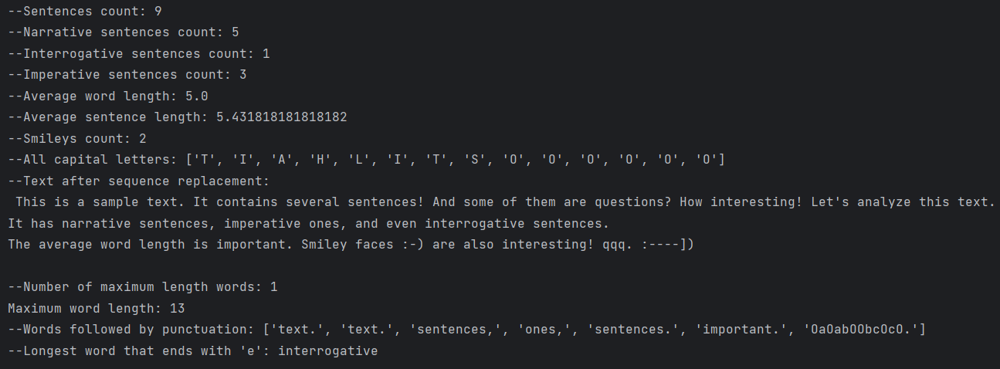 --Sentences count: 9
--Narrative sentences count: 5
--Interrogative sentences count: 1
--Imperative sentences count: 3
--Average word length: 5.0
--Average sentence length: 5.431818181818182
--Smileys count: 2
--All capital letters: ['T', 'I', 'A', 'H', 'L', 'I', 'T', 'S', 'O', 'O', 'O', 'O', 'O', 'O']
--Text after sequence replacement:
 This is a sample text. It contains several sentences! And some of them are questions? How interesting! Let's analyze this text.
It has narrative sentences, imperative ones, and even interrogative sentences.
The average word length is important. Smiley faces :-) are also interesting! qqq. :----])

--Number of maximum length words: 1
Maximum word length: 13
--Words followed by punctuation: ['text.', 'text.', 'sentences,', 'ones,', 'sentences.', 'important.', 'OaOabOObcOcO.']
--Longest word that ends with 'e': interrogative